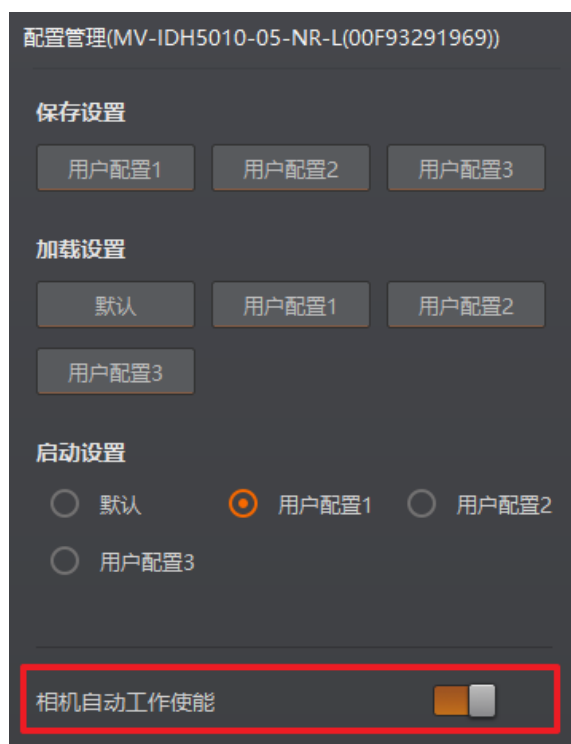 配置管理(MV-IDH5010-05-NR-L(00F93291969))
保存设置
用户配置1 用户配置2 用户配置3
加载设置
默认 用户配置1 用户配置2
用户配置3
启动设置
默认 用户配置1 用户配置2
用户配置3
相机自动工作使能